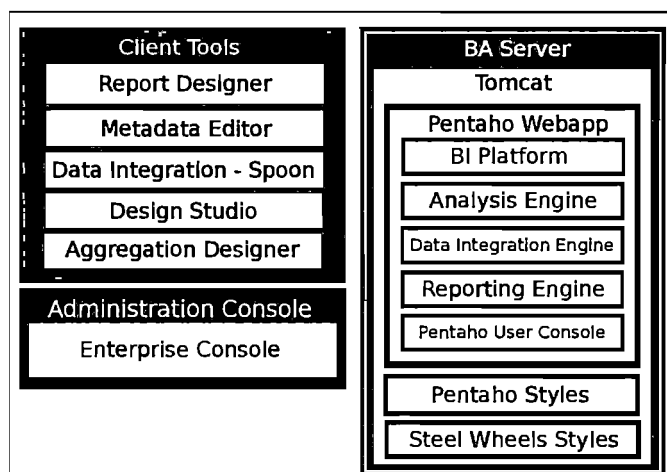 Client Tools
Report Designer
Metadata Editor
Data Integration - Spoon
Design Studio
Aggregation Designer
Administration Console
Enterprise Console
BA Server
Tomcat
Pentaho Webapp
BI Platform
Analysis Engine
Data Integration Engine
Reporting Engine
Pentaho User Console
Pentaho Styles
Steel Wheels Styles